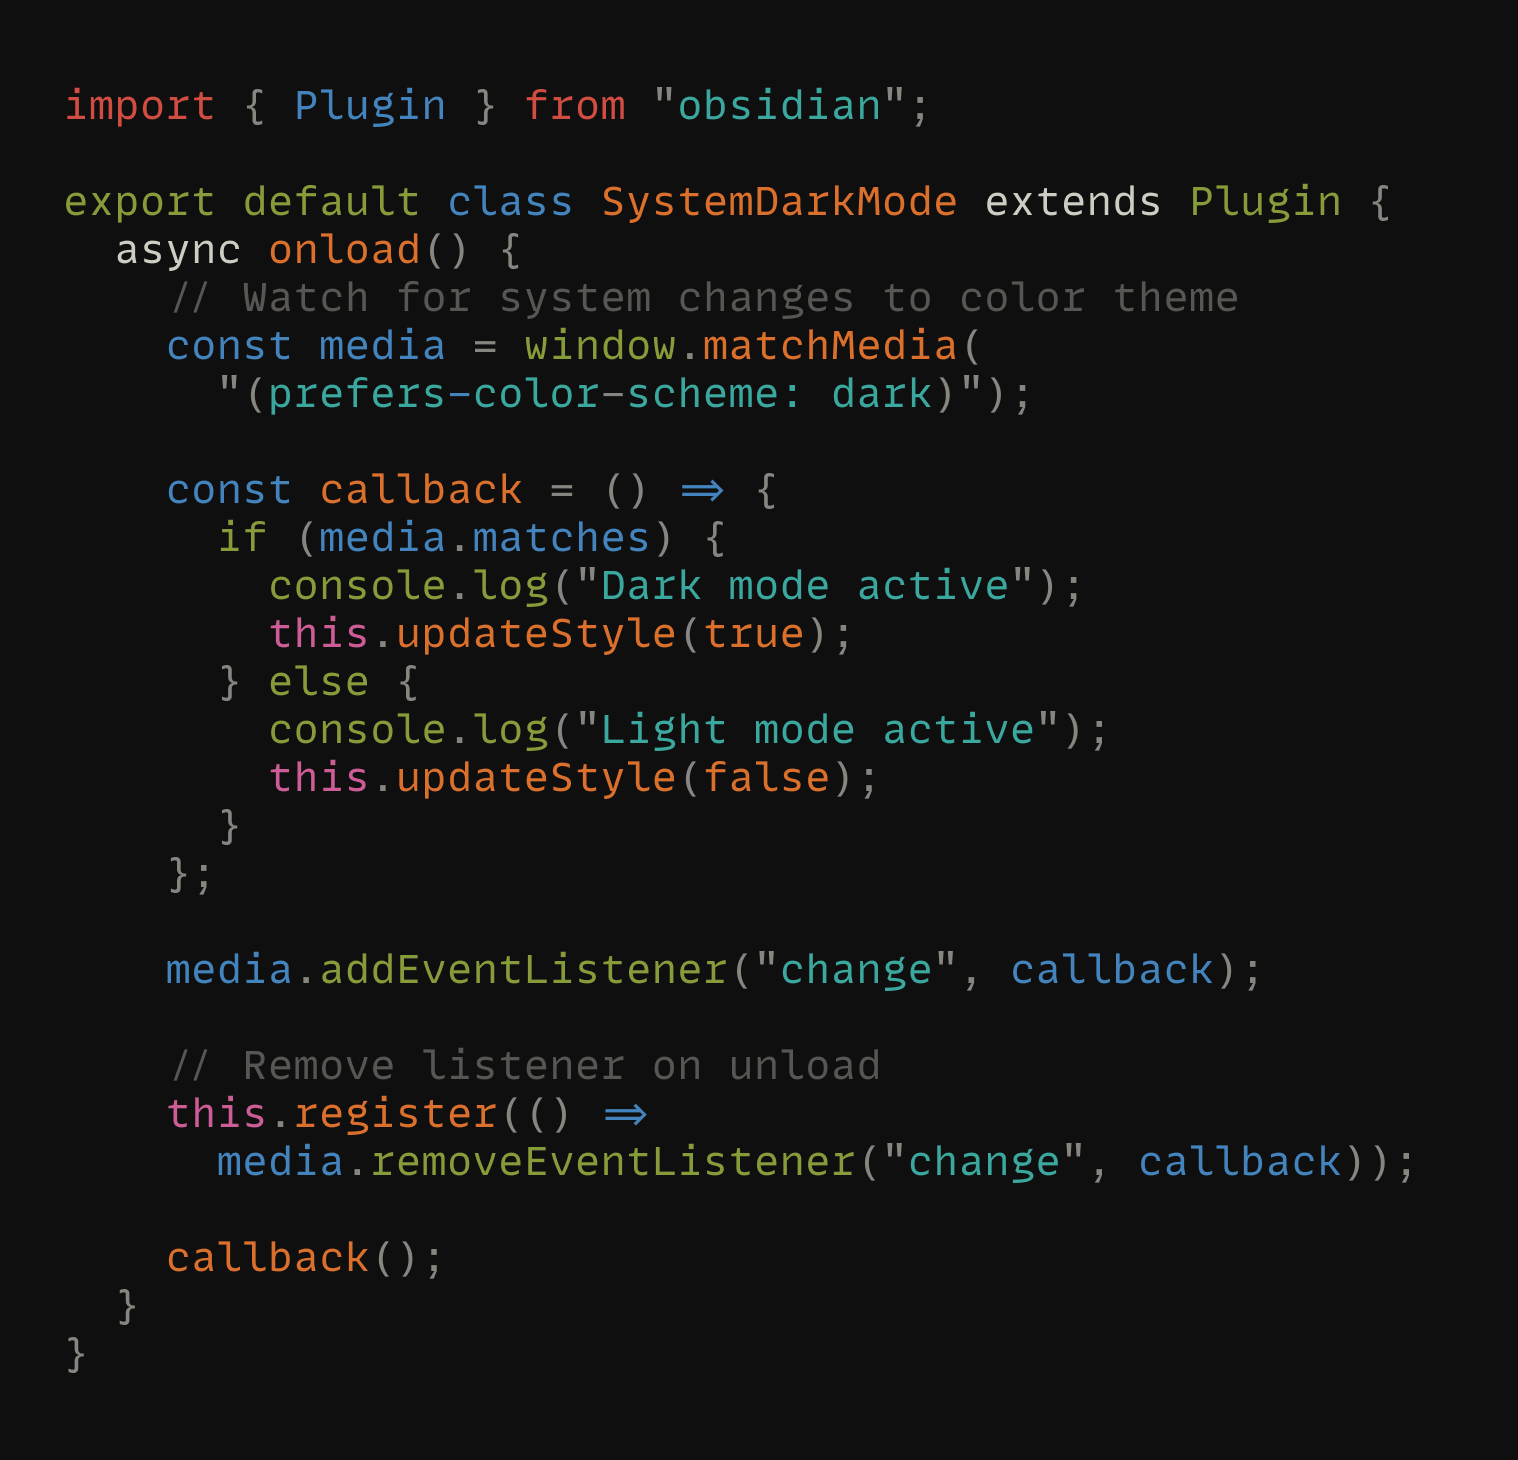 import { Plugin } from "obsidian";

export default class SystemDarkMode extends Plugin {
  async onload() {
    // Watch for system changes to color theme
    const media = window.matchMedia(
      "(prefers-color-scheme: dark)");

    const callback = () => {
      if (media.matches) {
        console.log("Dark mode active");
        this.updateStyle(true);
      } else {
        console.log("Light mode active");
        this.updateStyle(false);
      }
    };

    media.addEventListener("change", callback);

    // Remove listener on unload
    this.register(() =>
      media.removeEventListener("change", callback));

    callback();
  }
}